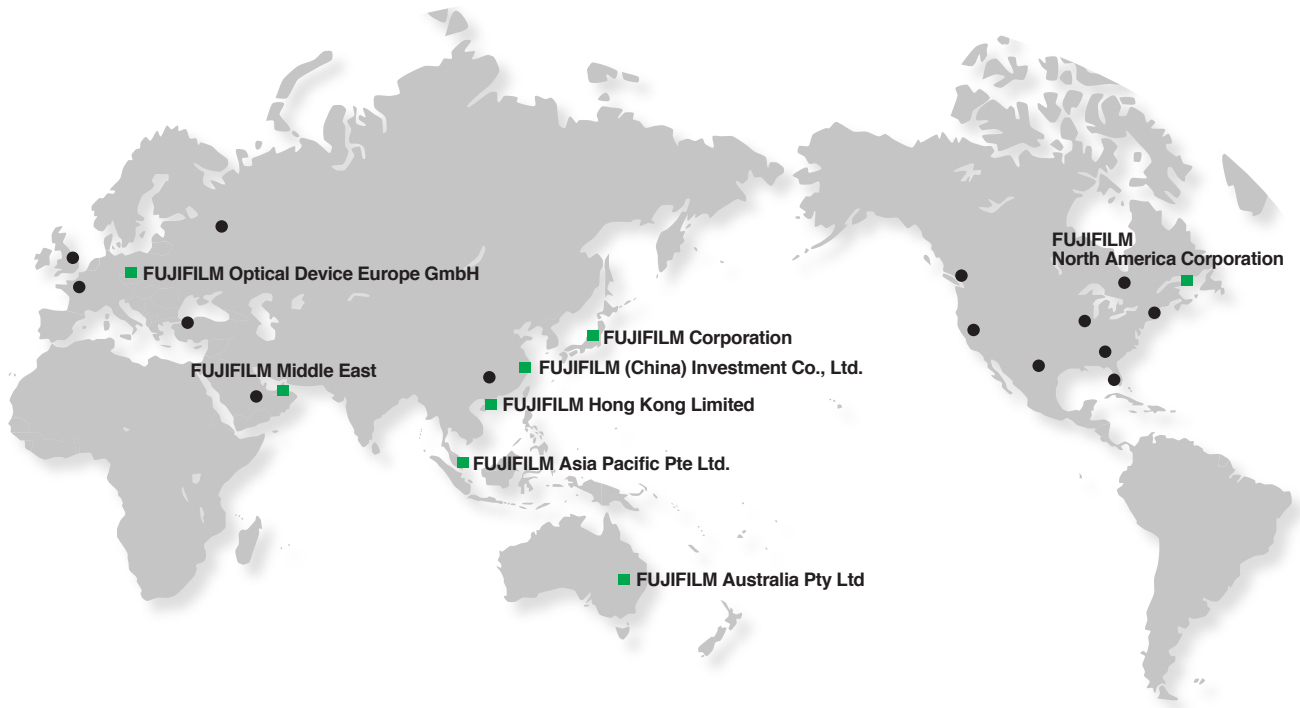 FUJIFILM
North America Corporation
FUJIFILM Optical Device Europe GmbH
FUJIFILM Corporation
FUJIFILM (China) Investment Co., Ltd.
FUJIFILM Middle East
FUJIFILM Hong Kong Limited
FUJIFILM Asia Pacific Pte Ltd.
FUJIFILM Australia Pty Ltd